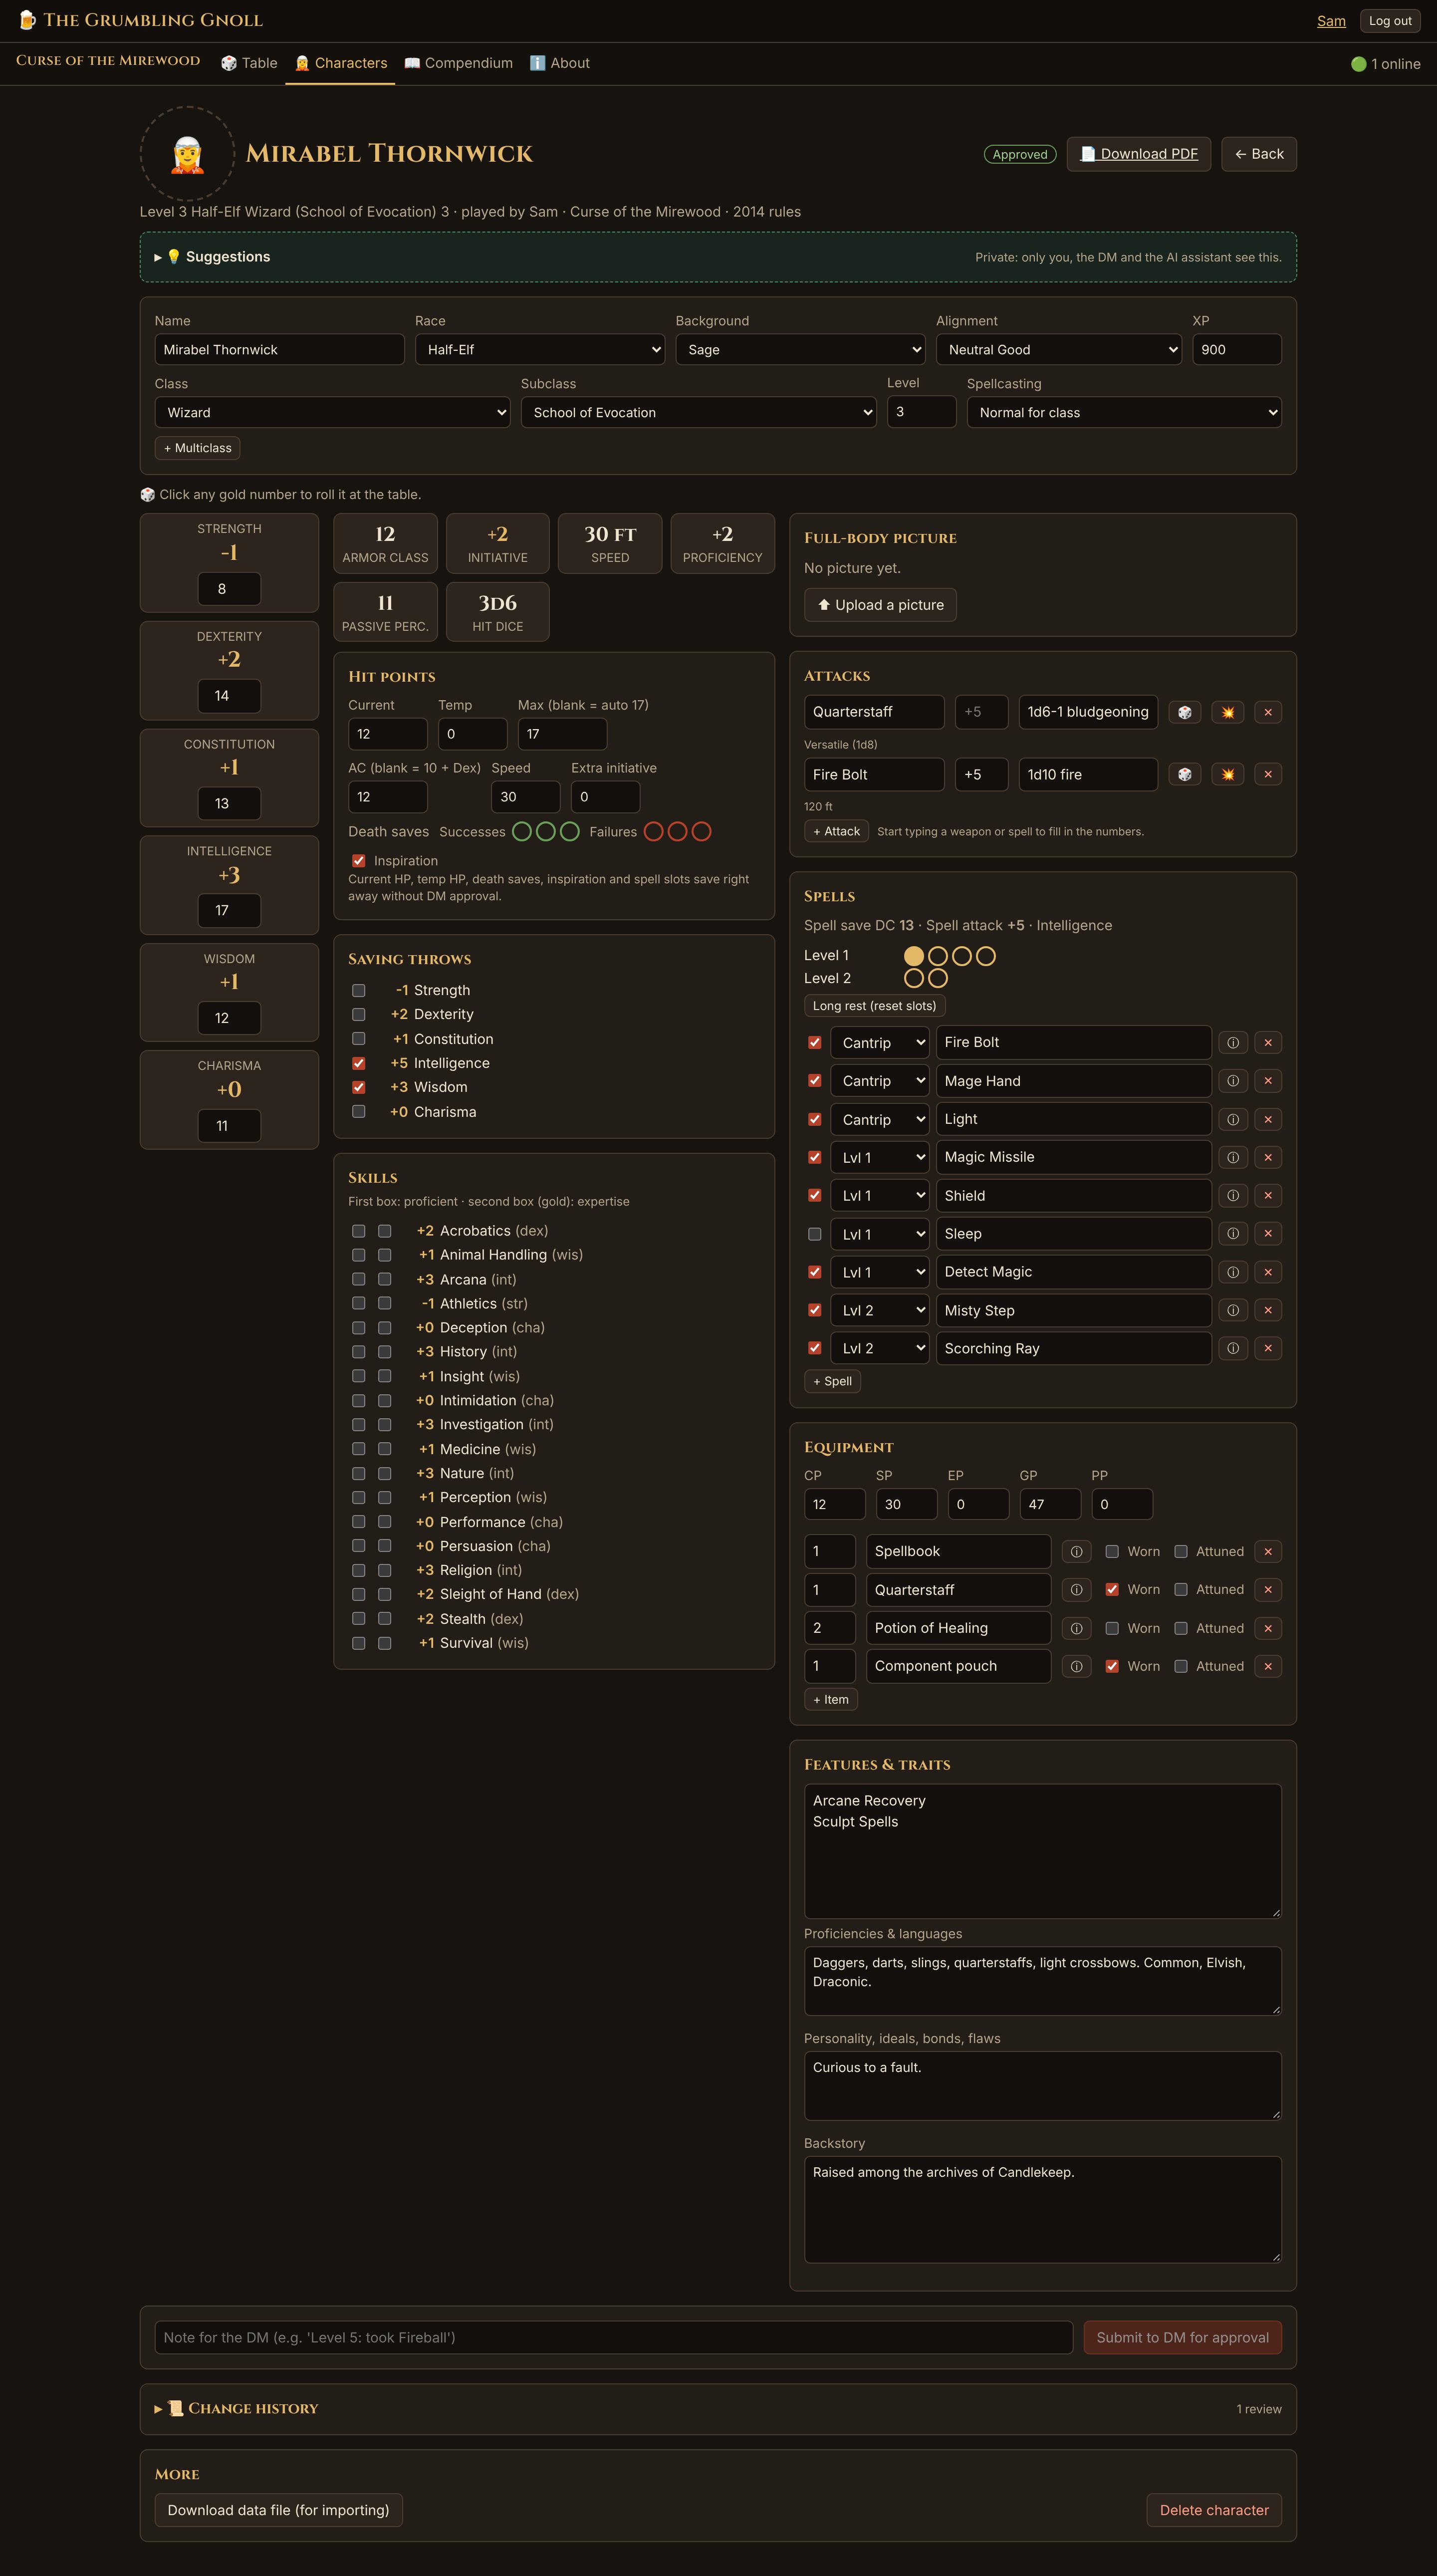 The Grumbling Gnoll
Sam
Log out
Curse of the Mirewood
Table
Characters
Compendium
About
1 online
Mirabel Thornwick
Approved
Download PDF
← Back
Level 3 Half-Elf Wizard (School of Evocation) 3 · played by Sam · Curse of the Mirewood · 2014 rules
Suggestions
Private: only you, the DM and the AI assistant see this.
Name
Race
Background
Alignment
XP
Mirabel Thornwick
Half-Elf
Sage
Neutral Good
900
Class
Subclass
Level
Spellcasting
Wizard
School of Evocation
3
Normal for class
+ Multiclass
Click any gold number to roll it at the table.
STRENGTH
-1
8
DEXTERITY
+2
14
CONSTITUTION
+1
13
INTELLIGENCE
+3
17
WISDOM
+1
12
CHARISMA
+0
11
12
ARMOR CLASS
+2
INITIATIVE
30 FT
SPEED
+2
PROFICIENCY
11
PASSIVE PERC.
3D6
HIT DICE
Hit points
Current
Temp
Max (blank = auto 17)
12
0
17
AC (blank = 10 + Dex)
Speed
Extra initiative
12
30
0
Death saves Successes Failures
Inspiration
Current HP, temp HP, death saves, inspiration and spell slots save right
away without DM approval.
Saving throws
-1 Strength
+2 Dexterity
+1 Constitution
+5 Intelligence
+3 Wisdom
+0 Charisma
Skills
First box: proficient · second box (gold): expertise
+2 Acrobatics (dex)
+1 Animal Handling (wis)
+3 Arcana (int)
-1 Athletics (str)
+0 Deception (cha)
+3 History (int)
+1 Insight (wis)
+0 Intimidation (cha)
+3 Investigation (int)
+1 Medicine (wis)
+3 Nature (int)
+1 Perception (wis)
+0 Performance (cha)
+0 Persuasion (cha)
+3 Religion (int)
+2 Sleight of Hand (dex)
+2 Stealth (dex)
+1 Survival (wis)
Full-body picture
No picture yet.
Upload a picture
Attacks
Quarterstaff +5 1d6-1 bludgeoning
Versatile (1d8)
Fire Bolt +5 1d10 fire
120 ft
+ Attack Start typing a weapon or spell to fill in the numbers.
Spells
Spell save DC 13 · Spell attack +5 · Intelligence
Level 1
Level 2
Long rest (reset slots)
Cantrip Fire Bolt
Cantrip Mage Hand
Cantrip Light
Lvl 1 Magic Missile
Lvl 1 Shield
Lvl 1 Sleep
Lvl 1 Detect Magic
Lvl 2 Misty Step
Lvl 2 Scorching Ray
+ Spell
Equipment
CP SP EP GP PP
12 30 0 47 0
1 Spellbook Worn Attuned
1 Quarterstaff Worn Attuned
2 Potion of Healing Worn Attuned
1 Component pouch Worn Attuned
+ Item
Features & traits
Arcane Recovery
Sculpt Spells
Proficiencies & languages
Daggers, darts, slings, quarterstaffs, light crossbows. Common, Elvish,
Draconic.
Personality, ideals, bonds, flaws
Curious to a fault.
Backstory
Raised among the archives of Candlekeep.
Note for the DM (e.g. 'Level 5: took Fireball')
Submit to DM for approval
Change history
1 review
More
Download data file (for importing)
Delete character